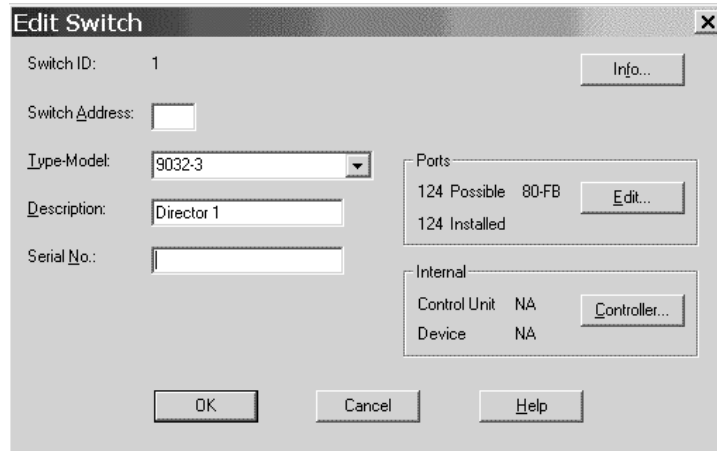 Edit Switch
Switch ID: 1
Info...
Switch Address:
Type-Model: 9032-3
Description: Director 1
Serial No.:
Ports
124 Possible 80-FB
124 Installed
Edit...
Internal
Control Unit NA
Device NA
Controller...
OK Cancel Help